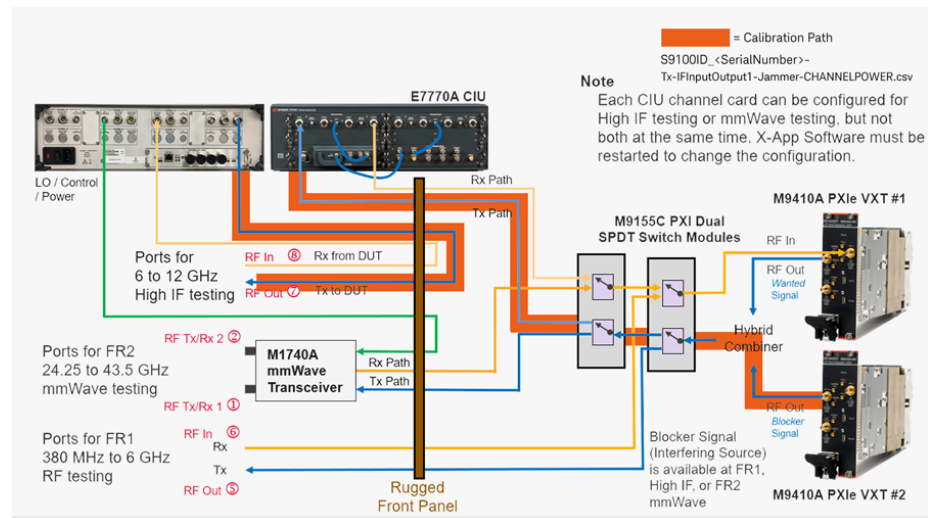 = Calibration Path
S9100ID_<SerialNumber>-
Tx-IFInputOutput1-Jammer-CHANNELPOWER.csv
Note
Each CIU channel card can be configured for
High IF testing or mmWave testing, but not
both at the same time. X-App Software must be
restarted to change the configuration.
E7770A CIU
LO / Control
/ Power
Rx Path
Tx Path
M9155C PXI Dual
SPDT Switch Modules
M9410A PXIe VXT #1
RF In
RF Out
Wanted
Signal
Ports for
6 to 12 GHz
High IF testing
RF In ⑧ Rx from DUT
RF Out ⑦ Tx to DUT
Hybrid
Combiner
Ports for FR2
24.25 to 43.5 GHz
mmWave testing
RF Tx/Rx 2 ②
RF Tx/Rx 1 ①
M1740A
mmWave
Transceiver
Rx Path
Tx Path
RF Out
Blocker
Signal
Ports for FR1
380 MHz to 6 GHz
RF testing
RF In ⑥
Rx
Tx
RF Out ⑤
Rugged
Front Panel
Blocker Signal
(Interfering Source)
is available at FR1,
High IF, or FR2
mmWave
M9410A PXIe VXT #2